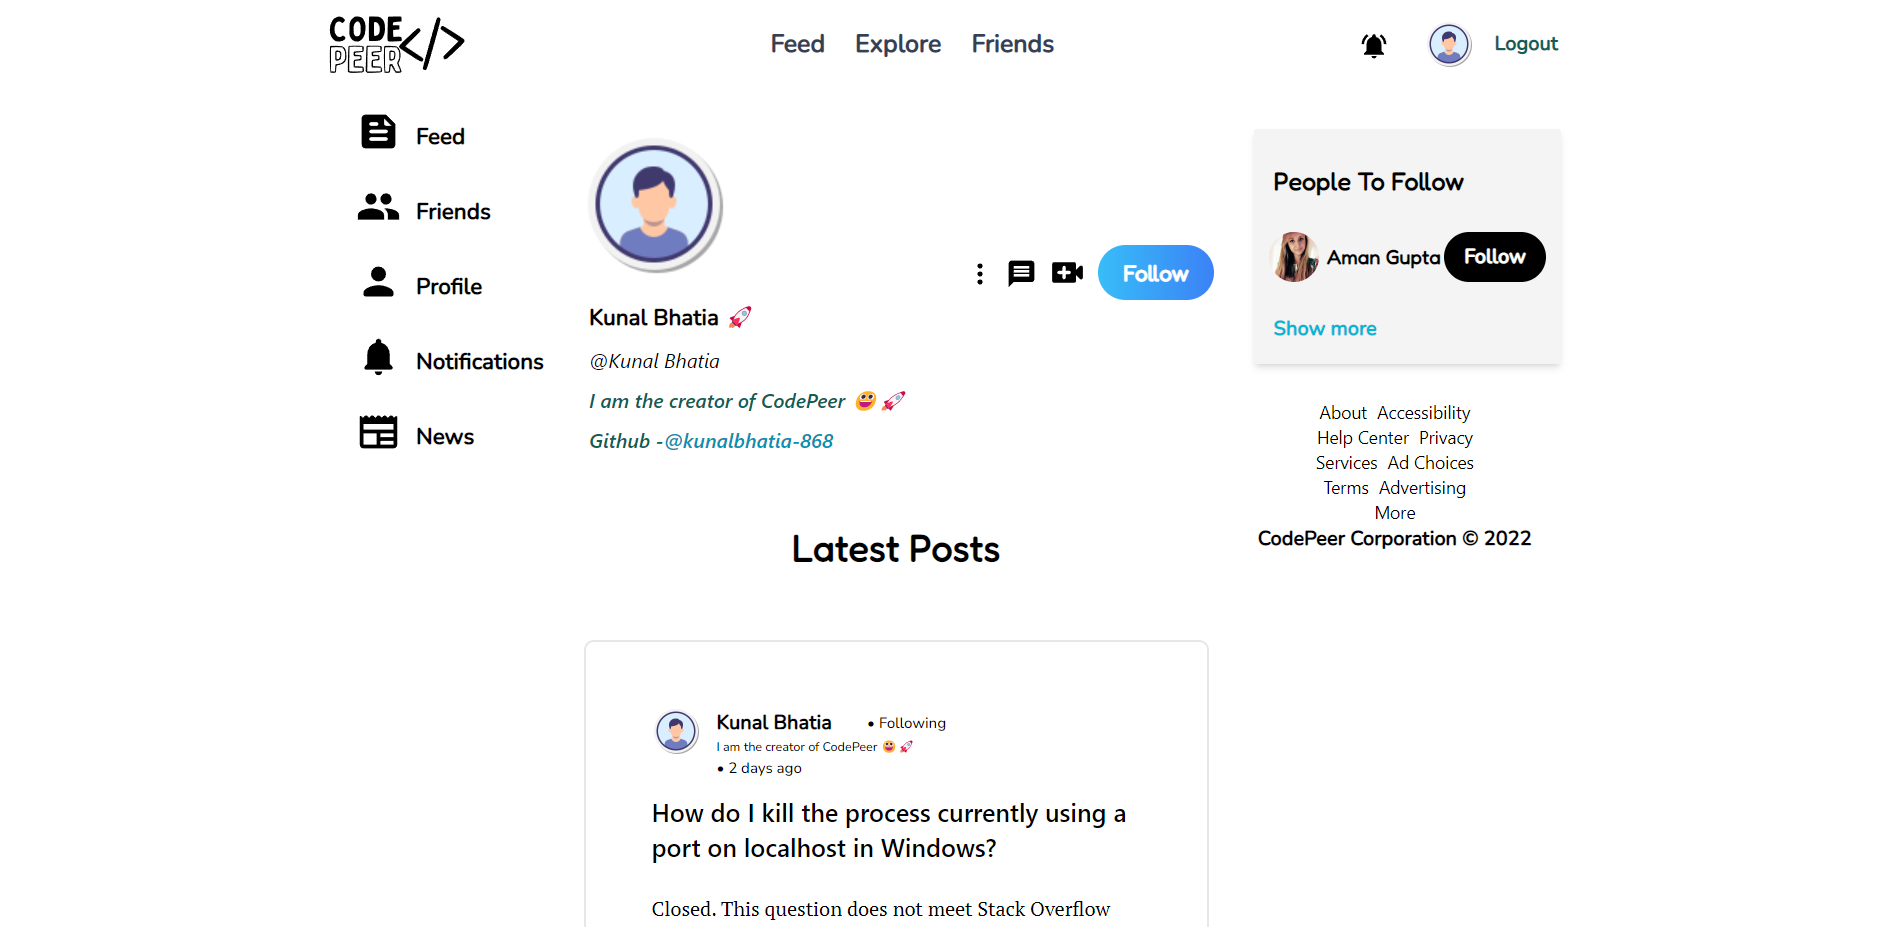 CODE
PEER </>
Feed Explore Friends
Logout
Feed
Friends
Profile
Notifications
News
Kunal Bhatia 🚀
@Kunal Bhatia
I am the creator of CodePeer 😀🚀
Github -@kunalbhatia-868
Follow
People To Follow
Aman Gupta Follow
Show more
About Accessibility
Help Center Privacy
Services Ad Choices
Terms Advertising
More
CodePeer Corporation © 2022
Latest Posts
Kunal Bhatia • Following
I am the creator of CodePeer 😀🚀
• 2 days ago
How do I kill the process currently using a
port on localhost in Windows?
Closed. This question does not meet Stack Overflow